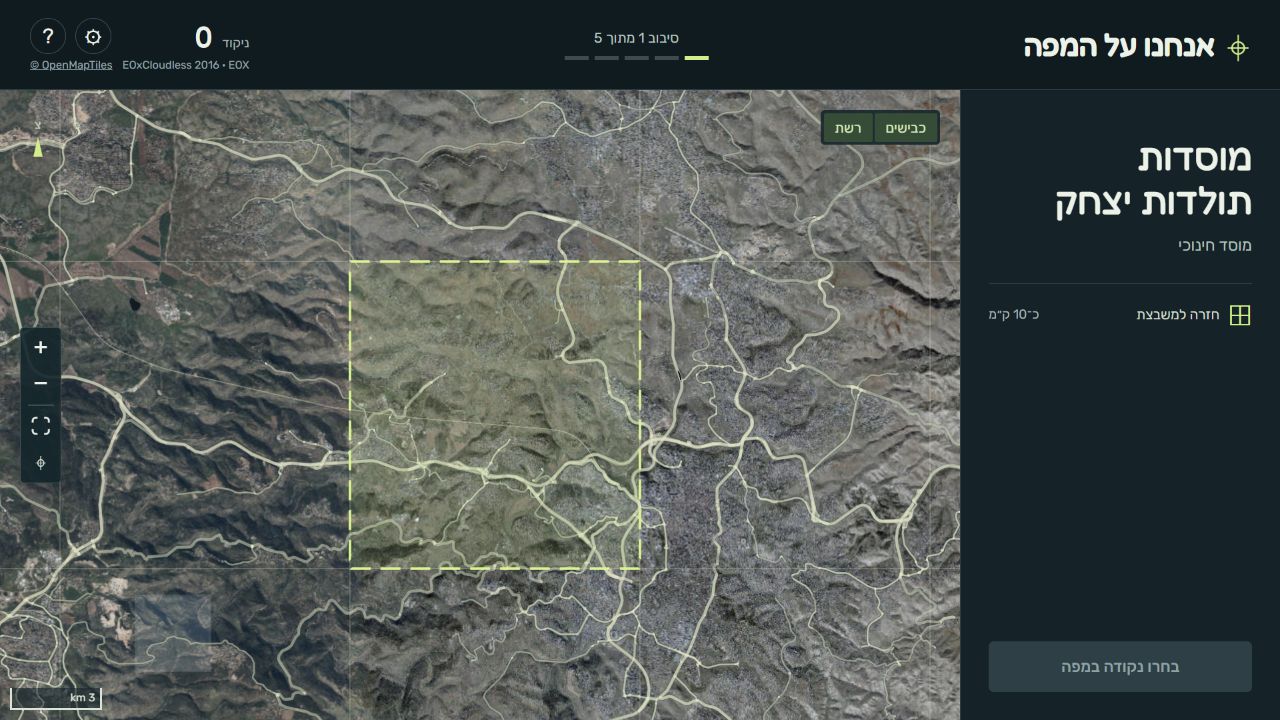 אנחנו על המפה
סיבוב 1 מתוך 5
ניקוד 0
?
© OpenMapTiles EOxCloudless 2016 • EOX
כבישים
רשת
צ
+
−
3 km
מוסדות
תולדות יצחק
מוסד חינוכי
חזרה למשבצת
כ־10 ק״מ
בחרו נקודה במפה